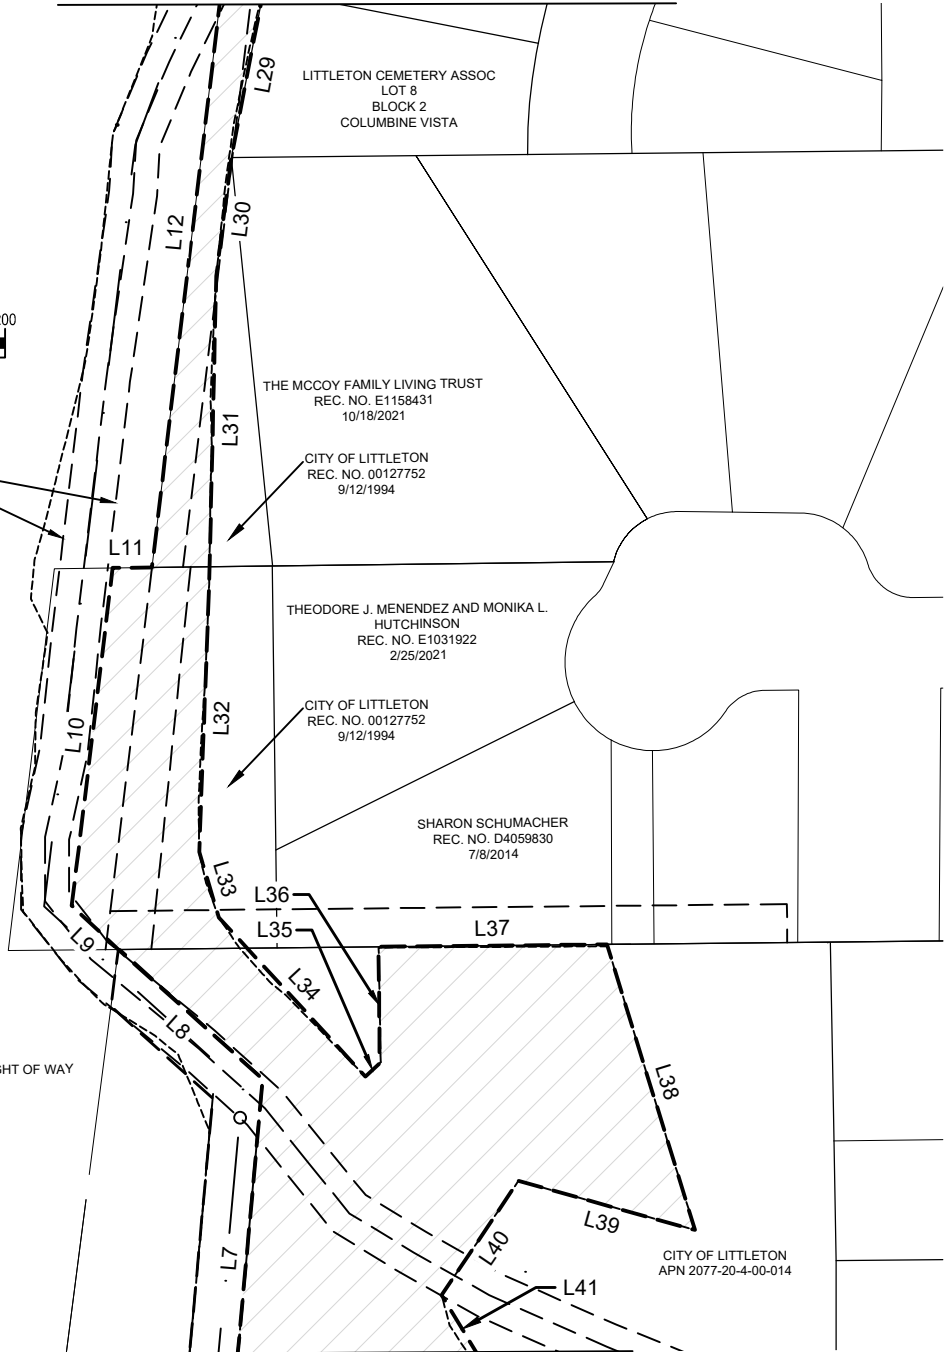 L29
LITTLETON CEMETERY ASSOC
LOT 8
BLOCK 2
COLUMBINE VISTA
L12
L30
200
THE MCCOY FAMILY LIVING TRUST
REC. NO. E1158431
10/18/2021
L31
CITY OF LITTLETON
REC. NO. 00127752
9/12/1994
L11
THEODORE J. MENENDEZ AND MONIKA L.
HUTCHINSON
REC. NO. E1031922
2/25/2021
L10
L32
CITY OF LITTLETON
REC. NO. 00127752
9/12/1994
SHARON SCHUMACHER
REC. NO. D4059830
7/8/2014
L33
L36
L35
L37
L9
L34
L8
OF WAY
L38
L39
L40
L7
CITY OF LITTLETON
APN 2077-20-4-00-014
L41